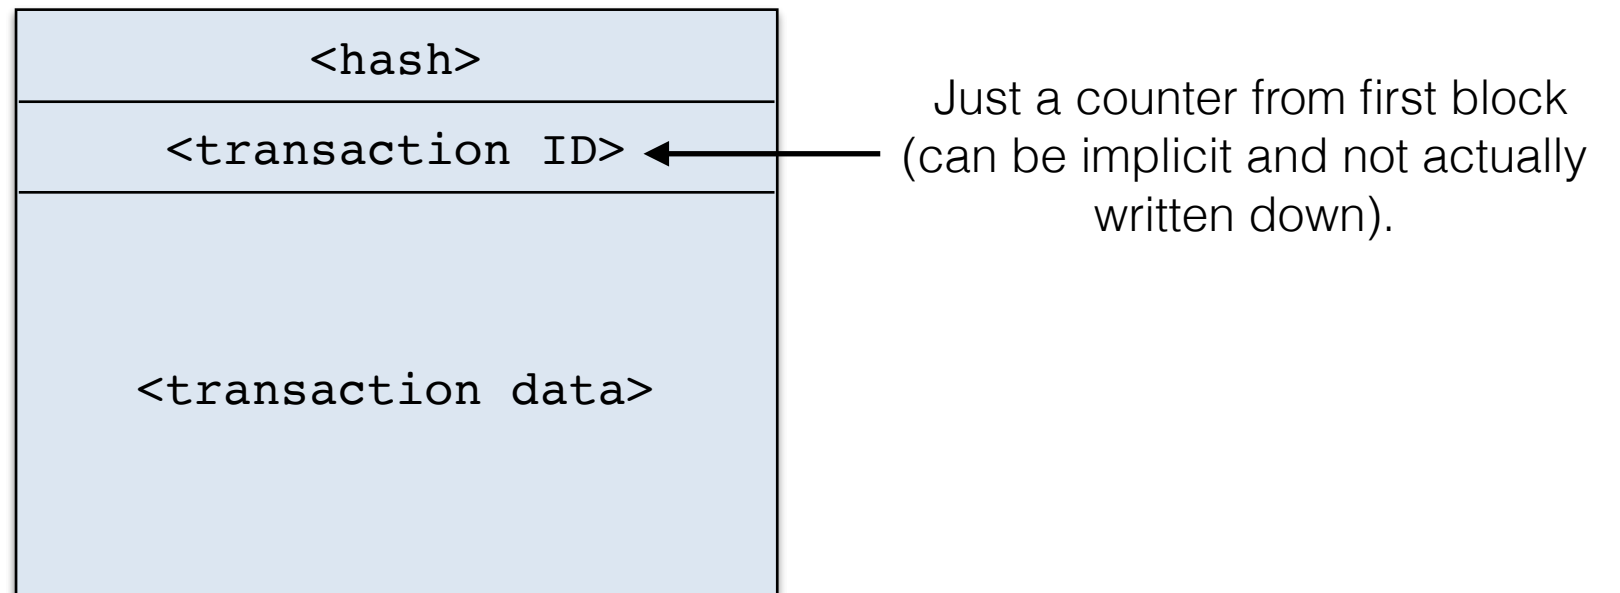 <hash>
<transaction ID>
Just a counter from first block
(can be implicit and not actually
written down).
<transaction data>